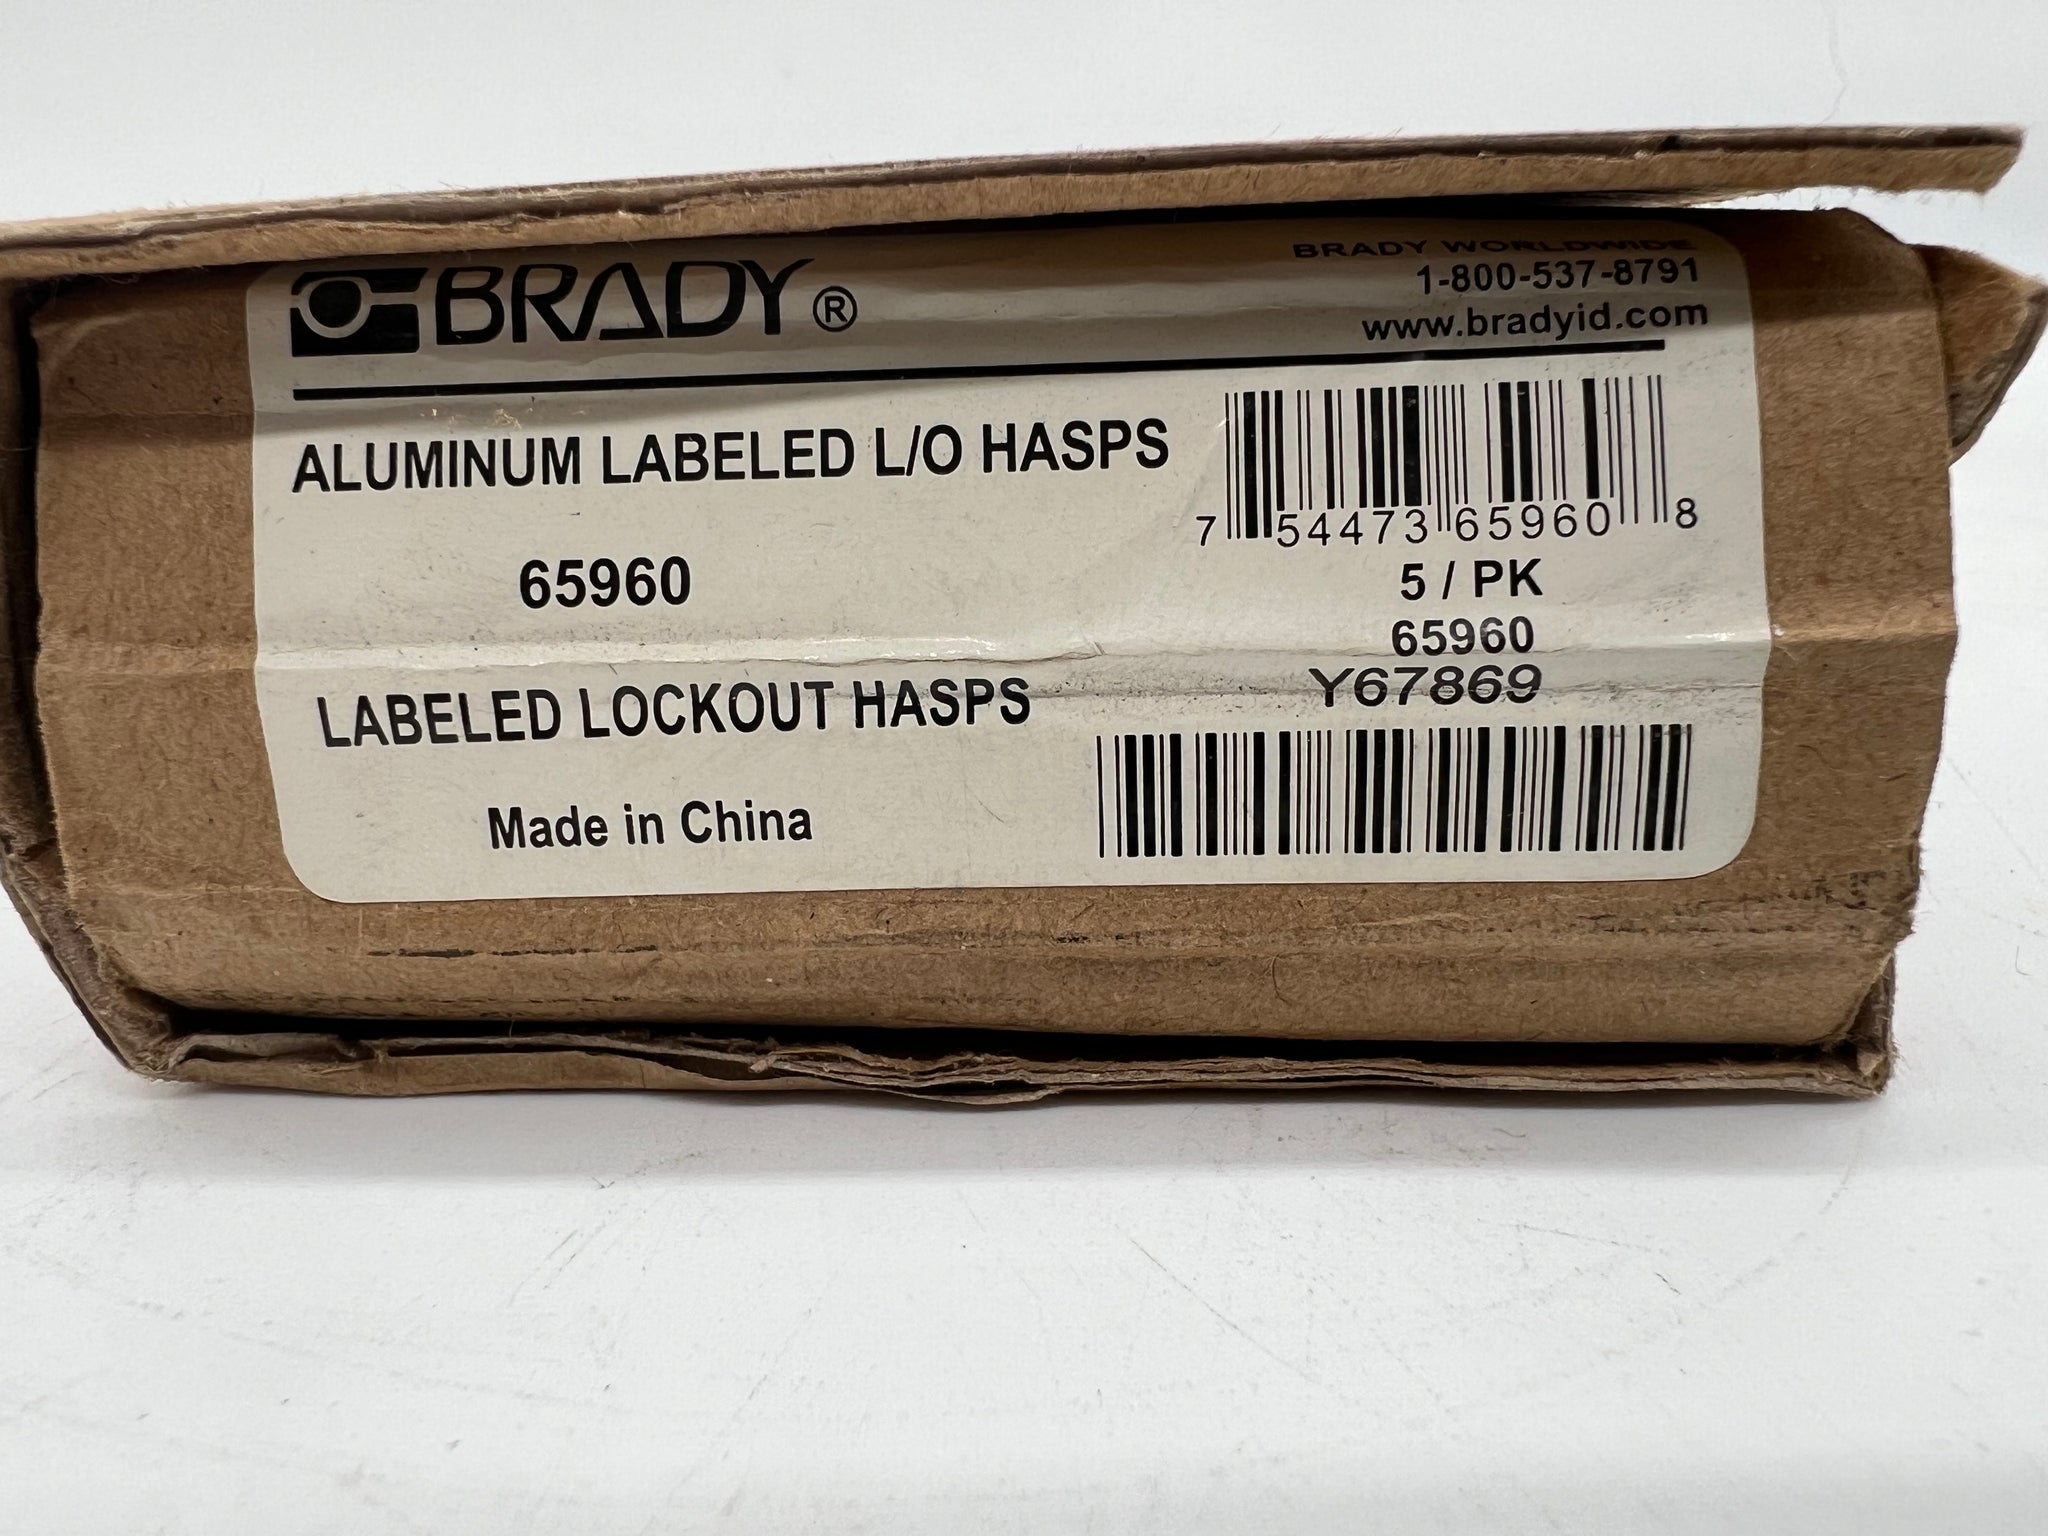 BRADY®
BRADY WORLDWIDE
1-800-537-8791
www.bradyid.com
ALUMINUM LABELED L/O HASPS
65960
LABELED LOCKOUT HASPS
Made in China
7 54473 65960 8
5 / PK
65960
Y67869